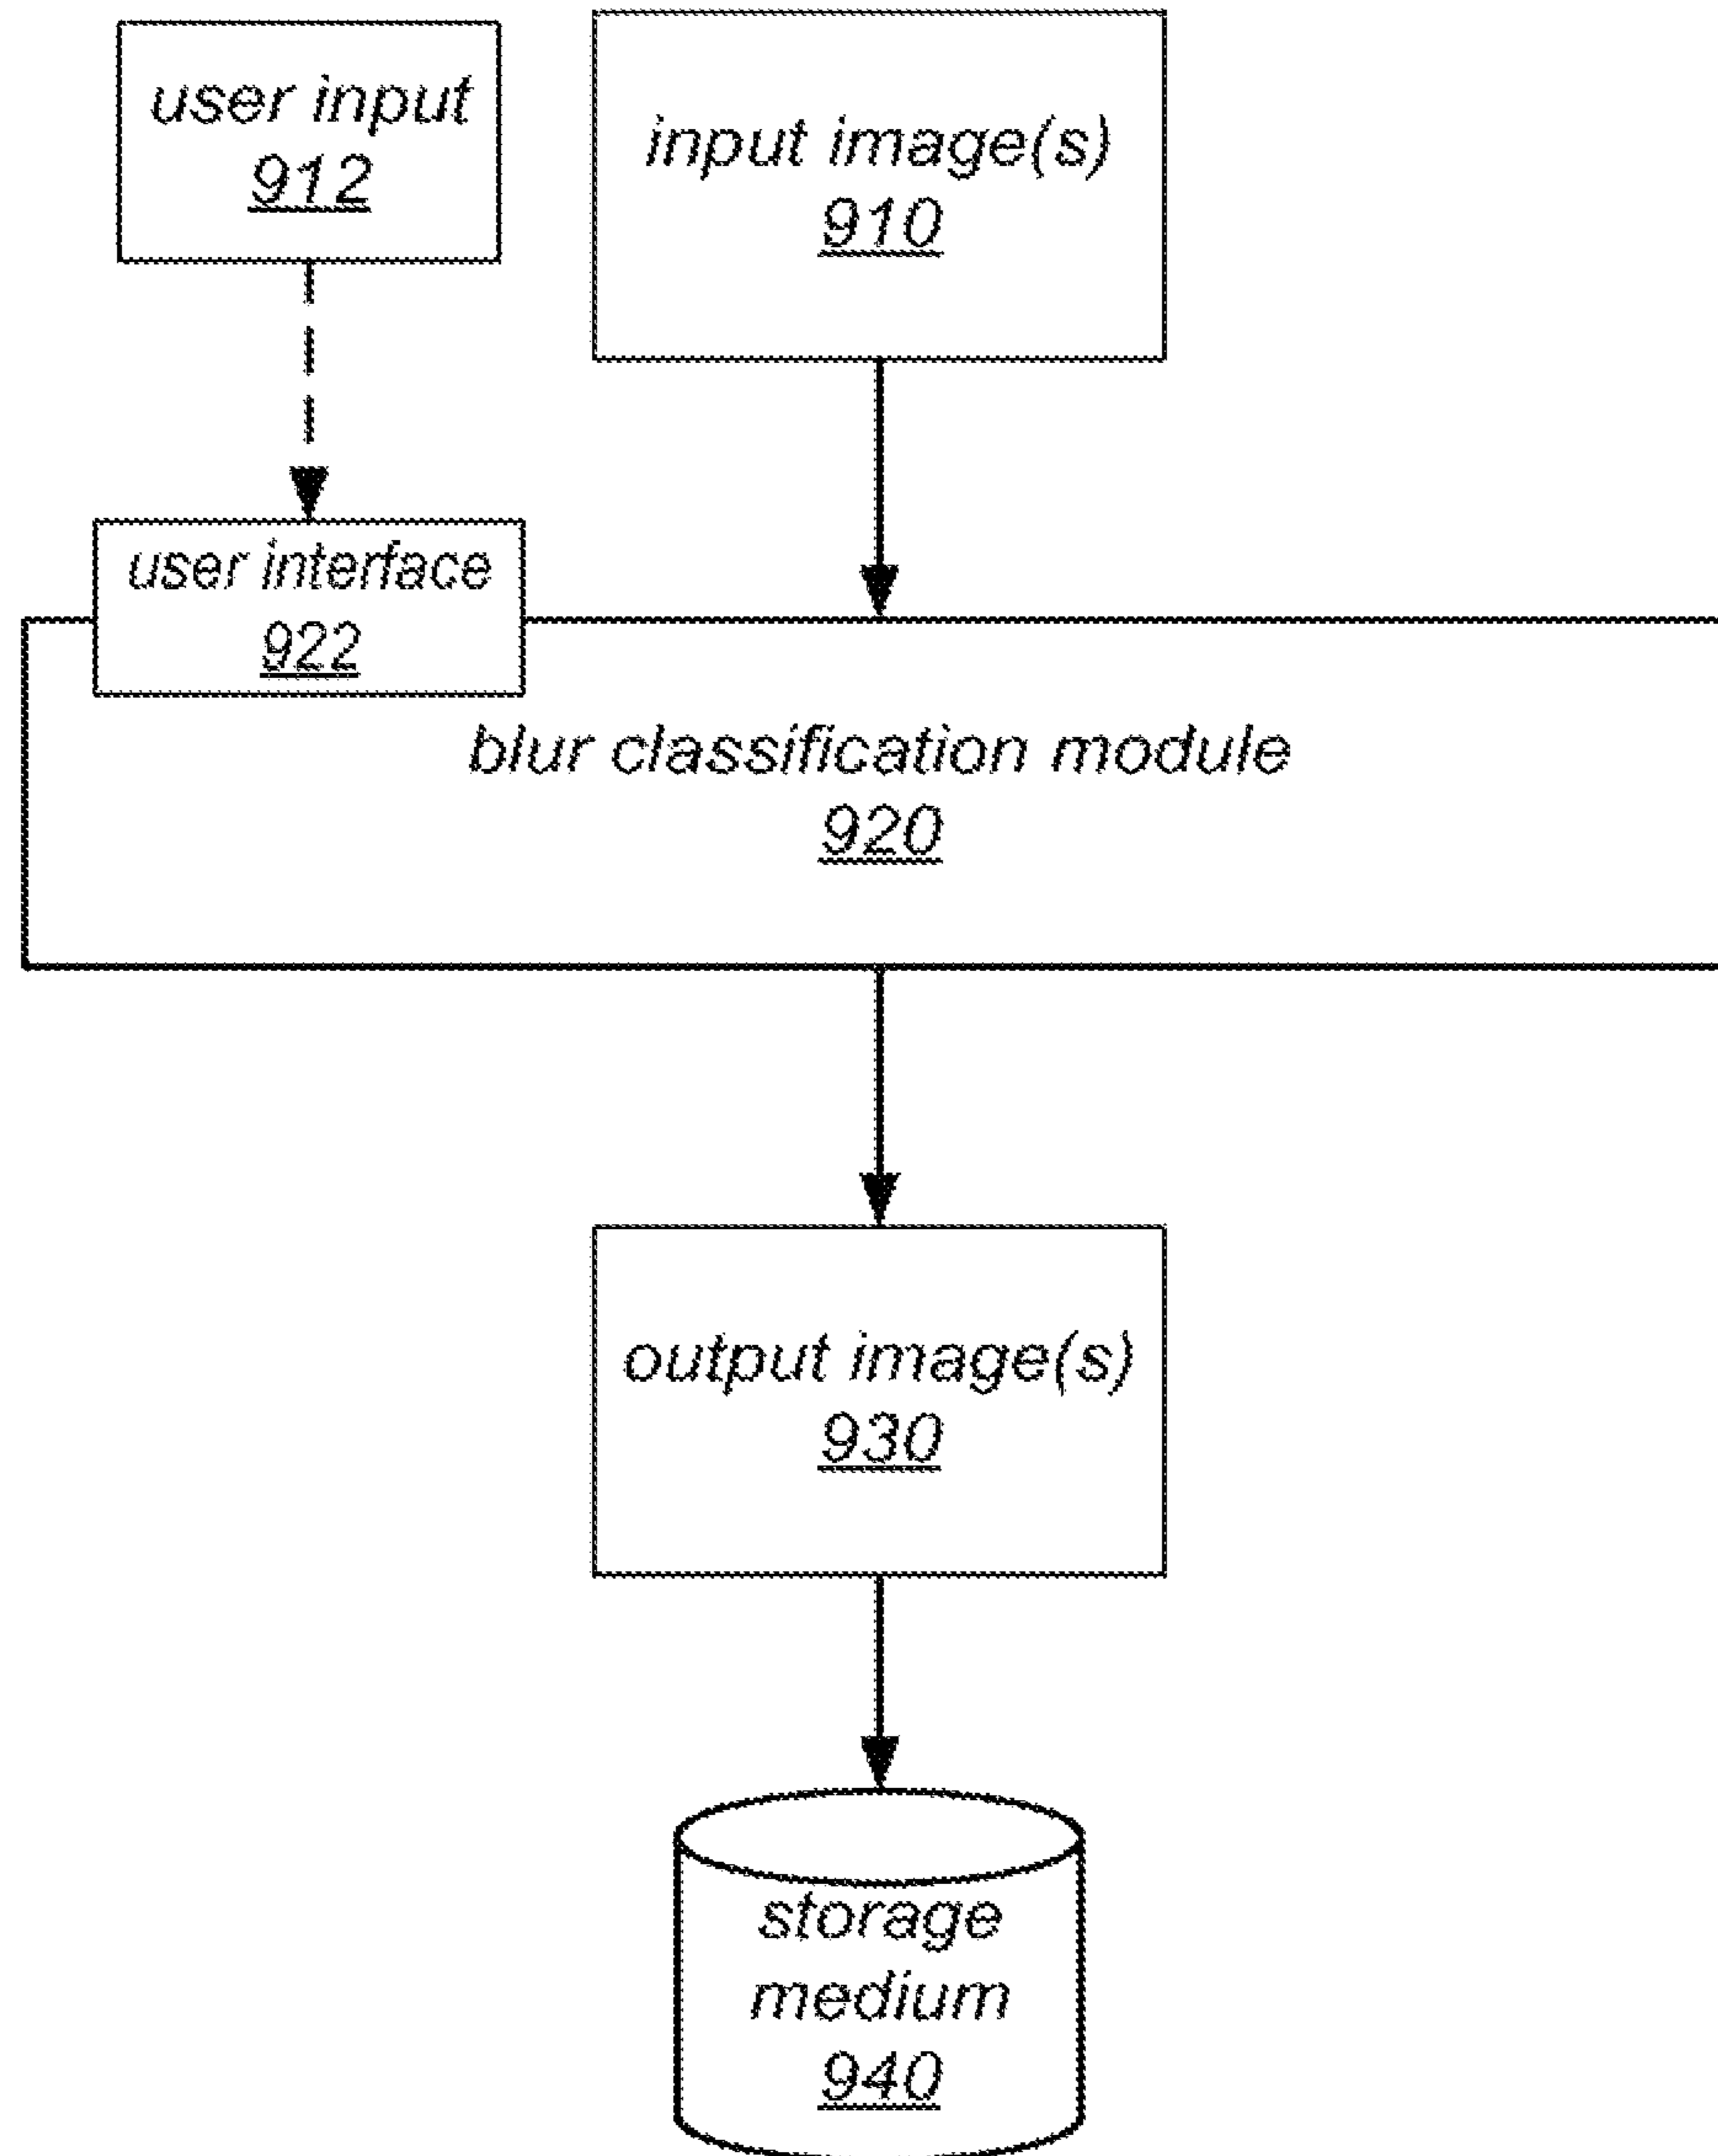 user input
912
input image(s)
910
user interface
922
blur classification module
920
output image(s)
930
storage
medium
940